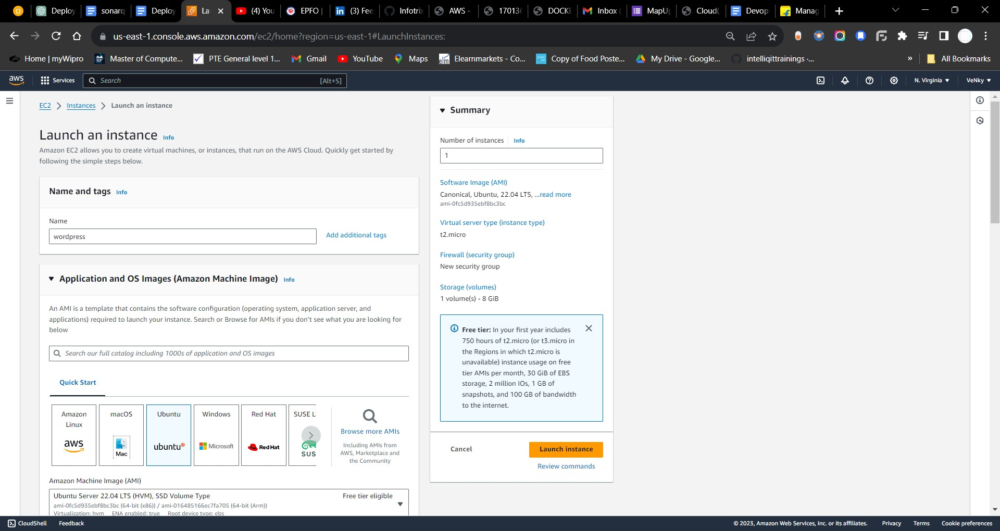 Deploy
sonarq
Deploy
La
(4) You
EPFO |
(3) Fee
Infotrix
AWS -
17013
DOCKE
Inbox (
MapUp
Cloud(
Devop
Manag
us-east-1.console.aws.amazon.com/ec2/home?region=us-east-1#LaunchInstances:
Home | myWipro
Master of Compute...
PTE General level 1...
Gmail
YouTube
Maps
Elearnmarkets - Co...
Copy of Food Poste...
My Drive - Google...
intelliqittrainings ·...
»
All Bookmarks
aws
Services
Search
[Alt+S]
N. Virginia
VeNky
EC2
Instances
Launch an instance
Launch an instance Info
Amazon EC2 allows you to create virtual machines, or instances, that run on the AWS Cloud. Quickly get started by
following the simple steps below.
Name and tags Info
Name
wordpress
Add additional tags
Application and OS Images (Amazon Machine Image) Info
An AMI is a template that contains the software configuration (operating system, application server, and
applications) required to launch your instance. Search or Browse for AMIs if you don't see what you are looking for
below
Search our full catalog including 1000s of application and OS images
Quick Start
Amazon
Linux
aws
macOS
Mac
Ubuntu
ubuntu
Windows
Microsoft
Red Hat
Red Hat
SUSE L
SUS
Browse more AMIs
Including AMIs from
AWS, Marketplace and
the Community
Amazon Machine Image (AMI)
Ubuntu Server 22.04 LTS (HVM), SSD Volume Type
Free tier eligible
ami-0fc5d935ebf8bc3bc (64-bit (x86)) / ami-016485166ec7fa705 (64-bit (Arm))
Virtualization: hvm ENA enabled: true Root device type: ebs
Summary
Number of instances Info
1
Software Image (AMI)
Canonical, Ubuntu, 22.04 LTS, ...read more
ami-0fc5d935ebf8bc3bc
Virtual server type (instance type)
t2.micro
Firewall (security group)
New security group
Storage (volumes)
1 volume(s) - 8 GiB
Free tier: In your first year includes
750 hours of t2.micro (or t3.micro in
the Regions in which t2.micro is
unavailable) instance usage on free
tier AMIs per month, 30 GiB of EBS
storage, 2 million IOs, 1 GB of
snapshots, and 100 GB of bandwidth
to the internet.
Cancel
Launch instance
Review commands
CloudShell
Feedback
© 2023, Amazon Web Services, Inc. or its affiliates.
Privacy
Terms
Cookie preferences